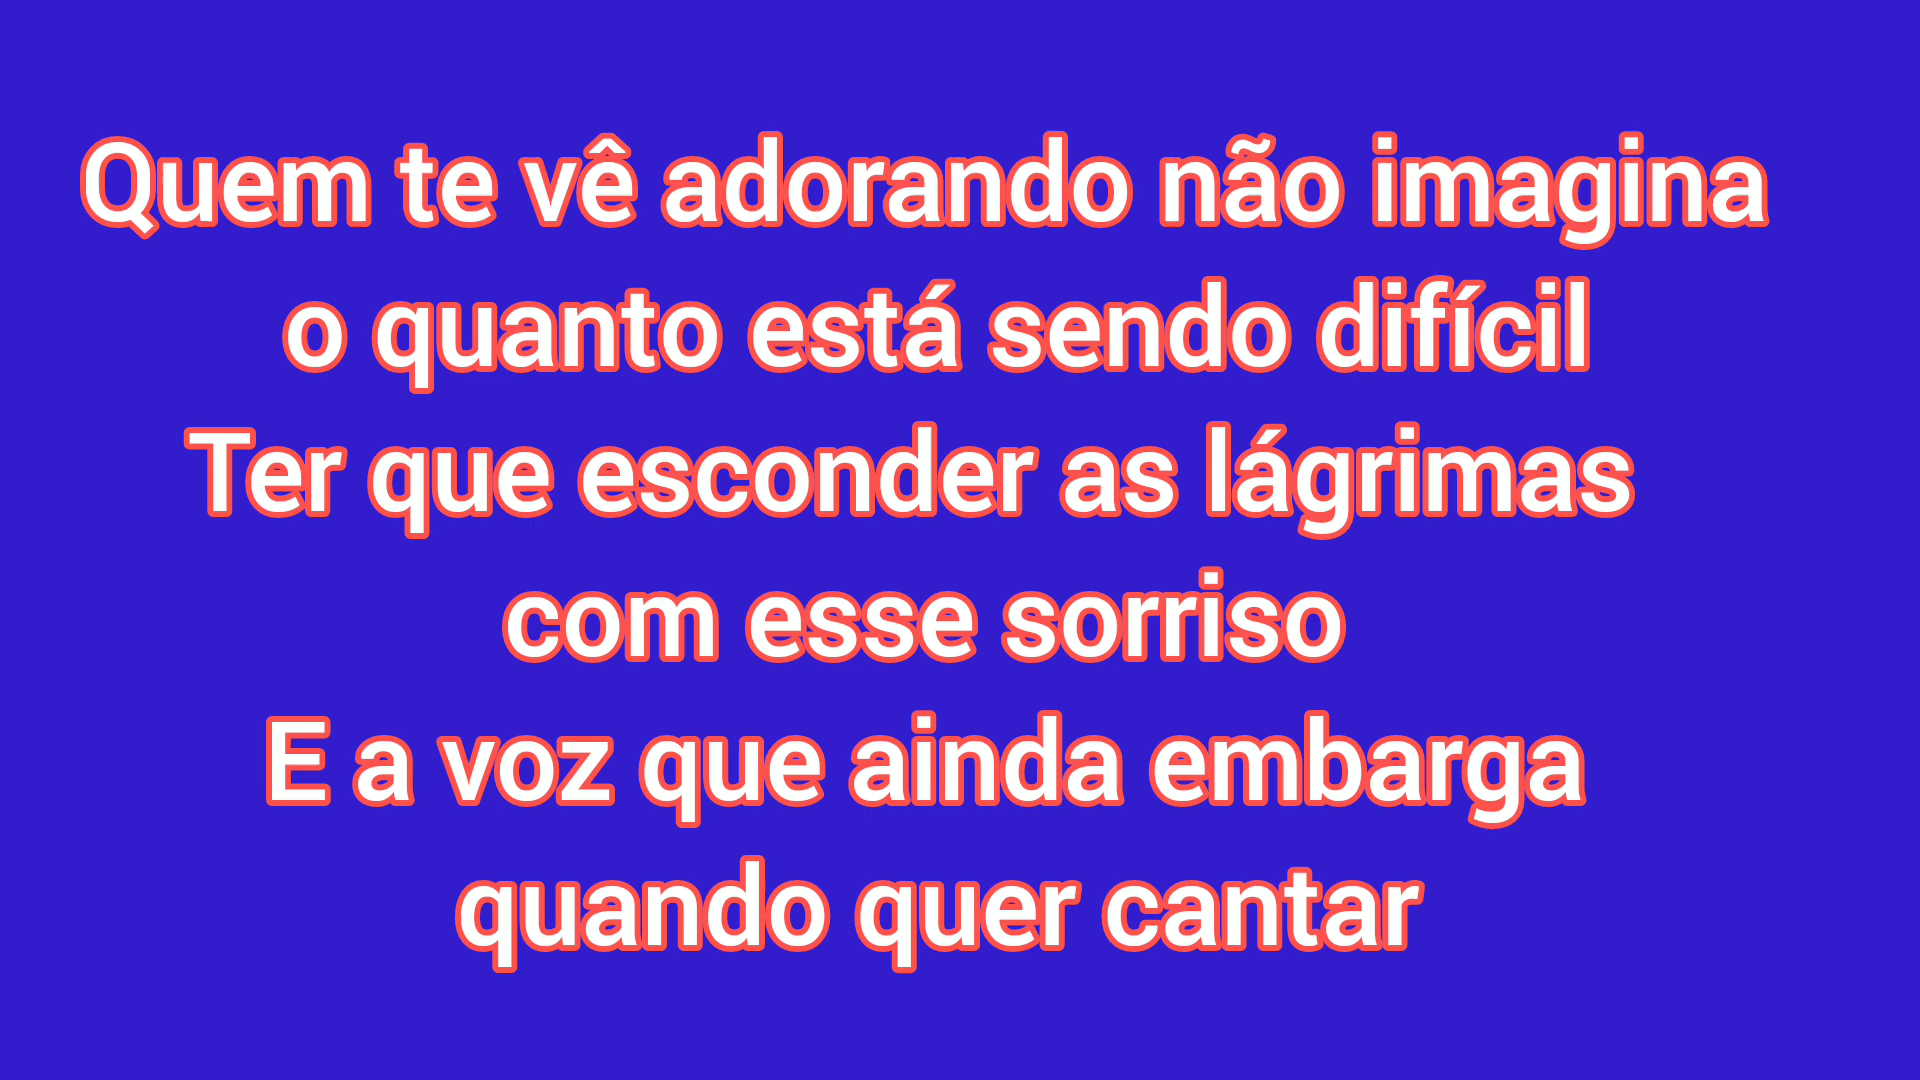 Quem te vê adorando não imagina
o quanto está sendo difícil
Ter que esconder as lágrimas
com esse sorriso
E a voz que ainda embarga
quando quer cantar